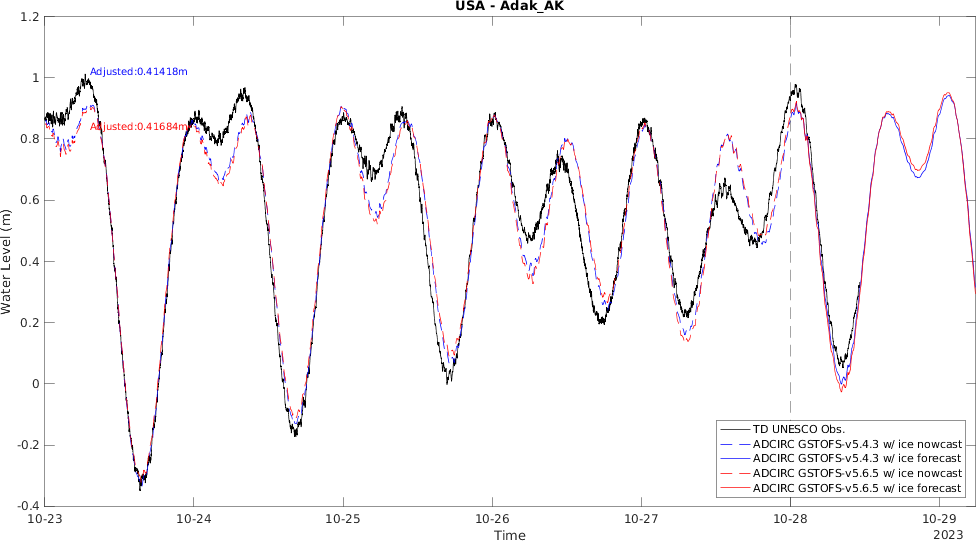 USA - Adak_AK
1.2
1
0.8
0.6
0.4
0.2
0
-0.2
-0.4
Water Level (m)
Adjusted:0.41418m
Adjusted:0.41684m
TD UNESCO Obs.
ADCIRC GSTOFS-v5.4.3 w/ ice nowcast
ADCIRC GSTOFS-v5.4.3 w/ ice forecast
ADCIRC GSTOFS-v5.6.5 w/ ice nowcast
ADCIRC GSTOFS-v5.6.5 w/ ice forecast
10-23 10-24 10-25 10-26 10-27 10-28 10-29
Time
2023